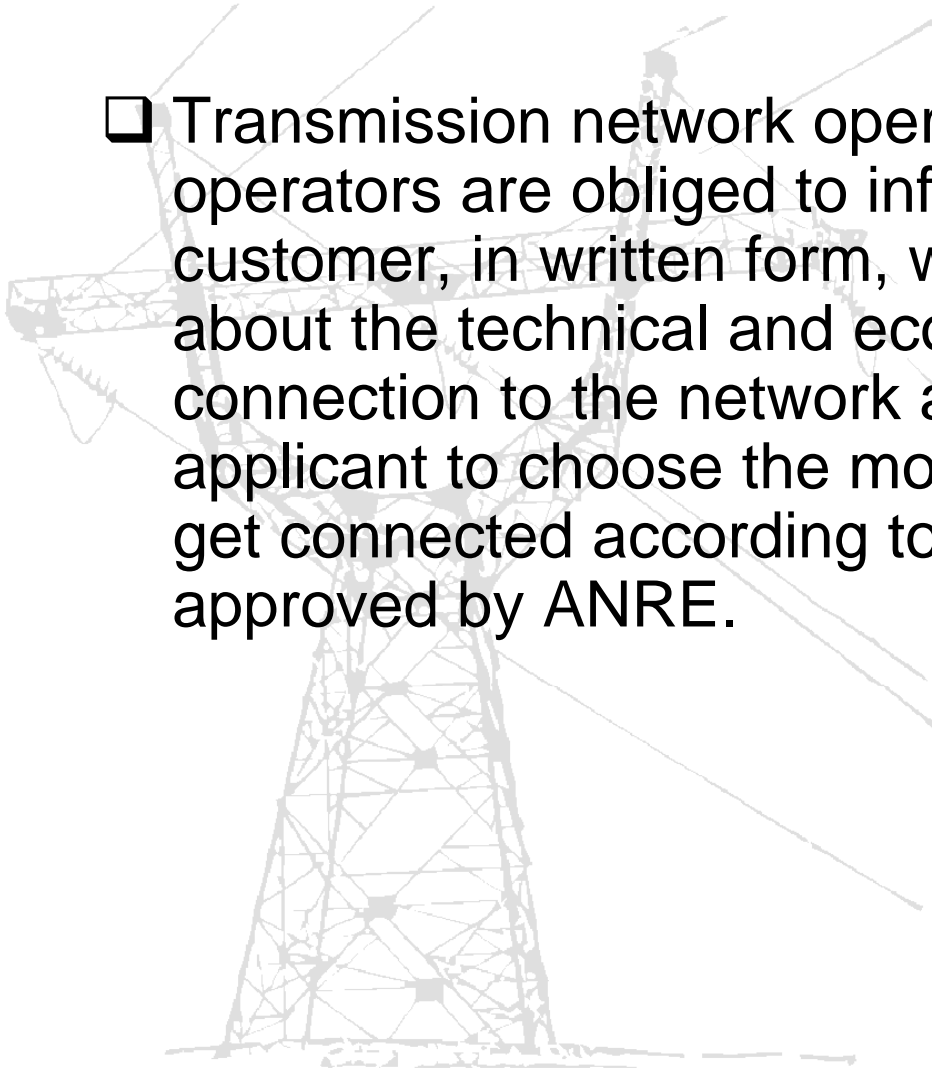 ❑ Transmission network oper
operators are obliged to inf
customer, in written form, w
about the technical and eco
connection to the network a
applicant to choose the mo
get connected according to
approved by ANRE.